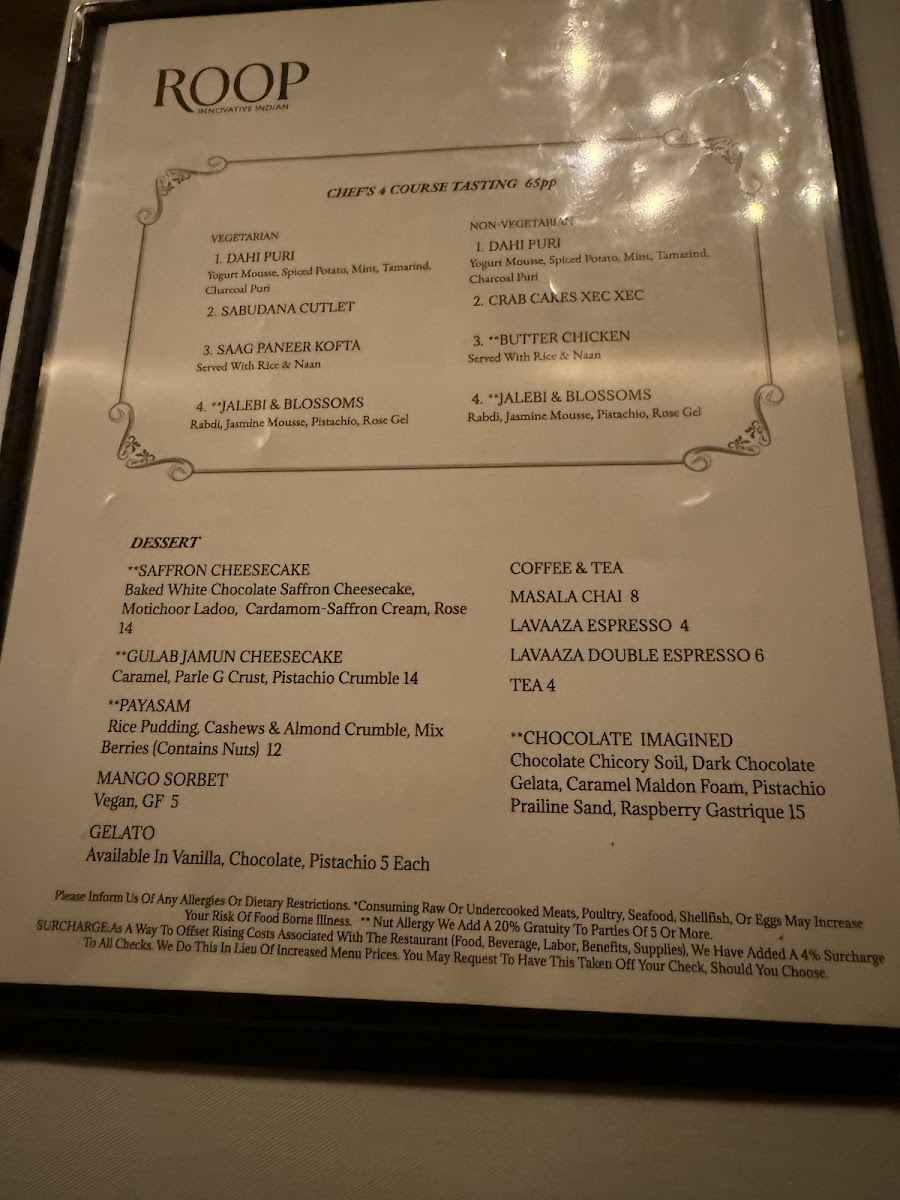 ROOP
INNOVATIVE INDIAN
CHEF'S 4 COURSE TASTING 65pp
VEGETARIAN
1. DAHI PURI
Yogurt Mousse, Spiced Potato, Mint, Tamarind,
Charcoal Puri
2. SABUDANA CUTLET
3. SAAG PANEER KOFTA
Served With Rice & Naan
4. **JALEBI & BLOSSOMS
Rabdi, Jasmine Mousse, Pistachio, Rose Gel
NON-VEGETARIAN
1. DAHI PURI
Yogurt Mousse, Spiced Potato, Mint, Tamarind,
Charcoal Puri
2. CRAB CAKES XEC XEC
3. **BUTTER CHICKEN
Served With Rice & Naan
4. **JALEBI & BLOSSOMS
Rabdi, Jasmine Mousse, Pistachio, Rose Gel
DESSERT
**SAFFRON CHEESECAKE
Baked White Chocolate Saffron Cheesecake,
Motichoor Ladoo, Cardamom-Saffron Cream, Rose
14
**GULAB JAMUN CHEESECAKE
Caramel, Parle G Crust, Pistachio Crumble 14
**PAYASAM
Rice Pudding, Cashews & Almond Crumble, Mix
Berries (Contains Nuts) 12
MANGO SORBET
Vegan, GF 5
GELATO
Available In Vanilla, Chocolate, Pistachio 5 Each
COFFEE & TEA
MASALA CHAI 8
LAVAAZA ESPRESSO 4
LAVAAZA DOUBLE ESPRESSO 6
TEA 4
**CHOCOLATE IMAGINED
Chocolate Chicory Soil, Dark Chocolate
Gelata, Caramel Maldon Foam, Pistachio
Prailine Sand, Raspberry Gastrique 15
Please Inform Us Of Any Allergies Or Dietary Restrictions. *Consuming Raw Or Undercooked Meats, Poultry, Seafood, Shellfish, Or Eggs May Increase
Your Risk Of Food Borne Illness. ** Nut Allergy We Add A 20% Gratuity To Parties Of 5 Or More.
SURCHARGE:As A Way To Offset Rising Costs Associated With The Restaurant (Food, Beverage, Labor, Benefits, Supplies), We Have Added A 4% Surcharge
To All Checks. We Do This In Lieu Of Increased Menu Prices. You May Request To Have This Taken Off Your Check, Should You Choose.